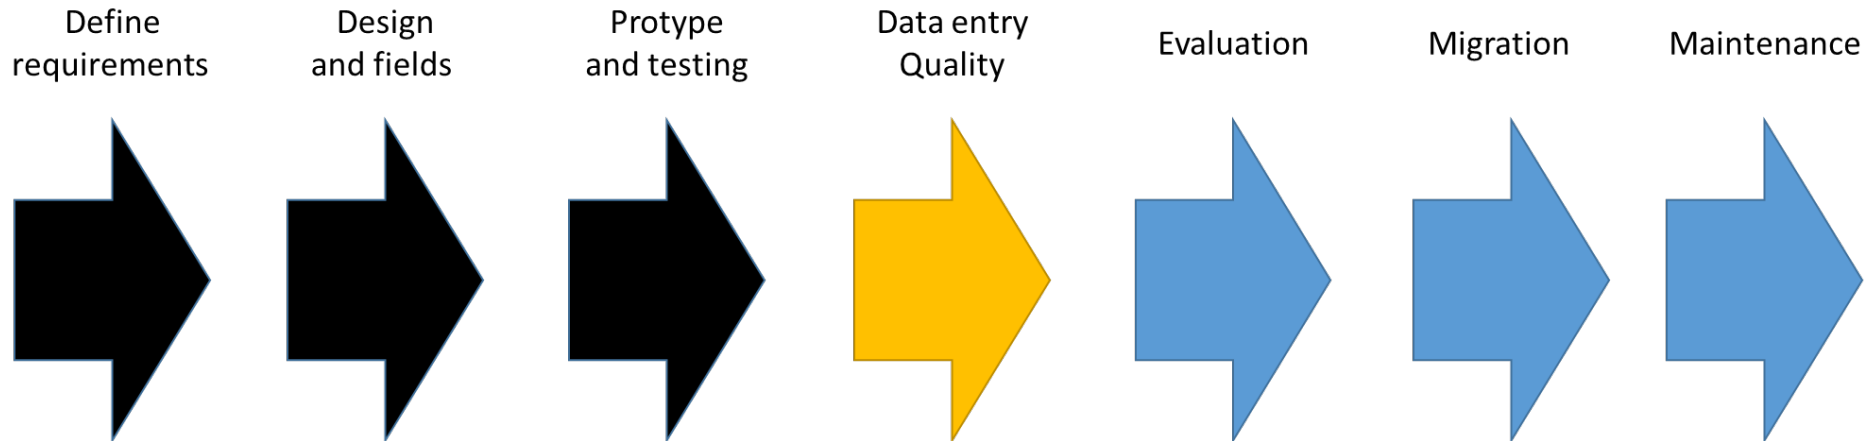 Define
requirements
Design
and fields
Protype
and testing
Data entry
Quality
Evaluation
Migration
Maintenance